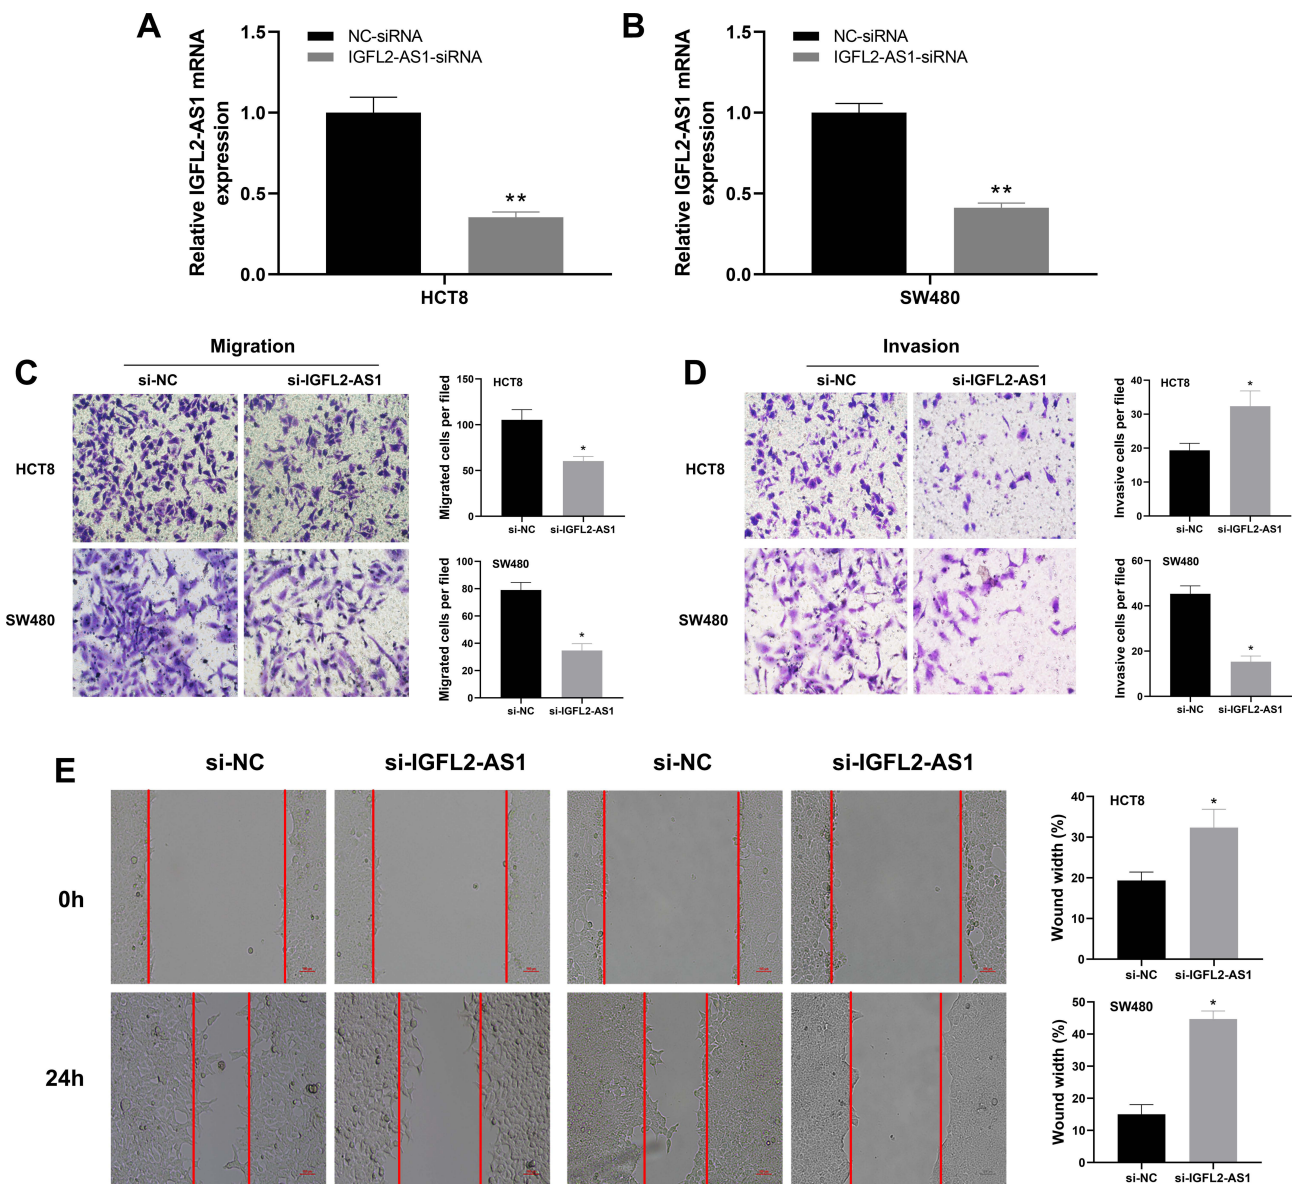 A
Relative IGFL2-AS1 mRNA
expression
1.5
1.0
0.5
0.0
NC-siRNA
IGFL2-AS1-siRNA
**
HCT8
B
Relative IGFL2-AS1 mRNA
expression
1.5
1.0
0.5
0.0
NC-siRNA
IGFL2-AS1-siRNA
**
SW480
C
Migration
si-NC
si-IGFL2-AS1
HCT8
SW480
Migrated cells per filed
150
100
50
0
HCT8
*
si-NC
si-IGFL2-AS1
Migrated cells per filed
100
80
60
40
20
0
SW480
*
si-NC
si-IGFL2-AS1
D
Invasion
si-NC
si-IGFL2-AS1
HCT8
SW480
Invasive cells per filed
40
30
20
10
0
HCT8
*
si-NC
si-IGFL2-AS1
Invasive cells per filed
60
40
20
0
SW480
*
si-NC
si-IGFL2-AS1
E
si-NC
si-IGFL2-AS1
si-NC
si-IGFL2-AS1
0h
24h
Wound width (%)
40
30
20
10
0
HCT8
*
si-NC
si-IGFL2-AS1
Wound width (%)
50
40
30
20
10
0
SW480
*
si-NC
si-IGFL2-AS1